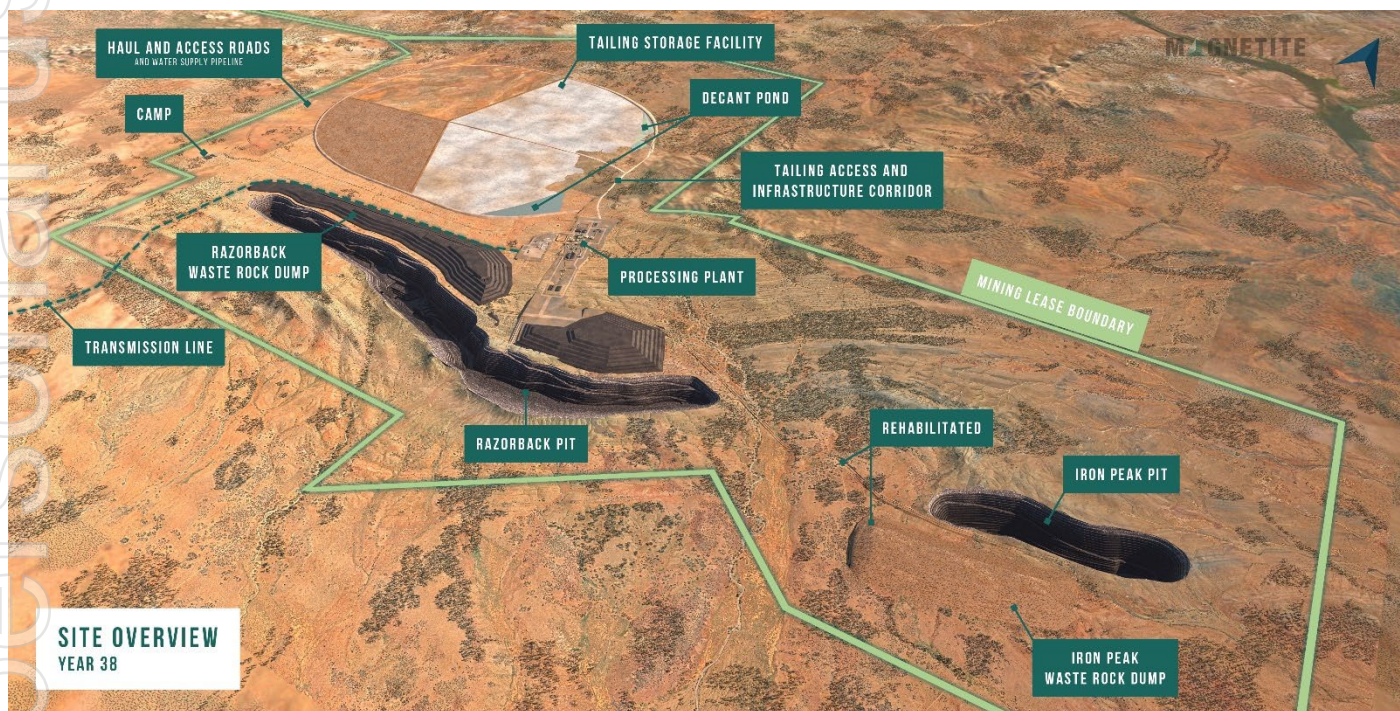 HAUL AND ACCESS ROADS
AND WATER SUPPLY PIPELINE
TAILING STORAGE FACILITY
MAGNETITE
CAMP
DECANT POND
TAILING ACCESS AND
INFRASTRUCTURE CORRIDOR
RAZORBACK
WASTE ROCK DUMP
PROCESSING PLANT
MINING LEASE BOUNDARY
TRANSMISSION LINE
RAZORBACK PIT
REHABILITATED
IRON PEAK PIT
SITE OVERVIEW
YEAR 38
IRON PEAK
WASTE ROCK DUMP